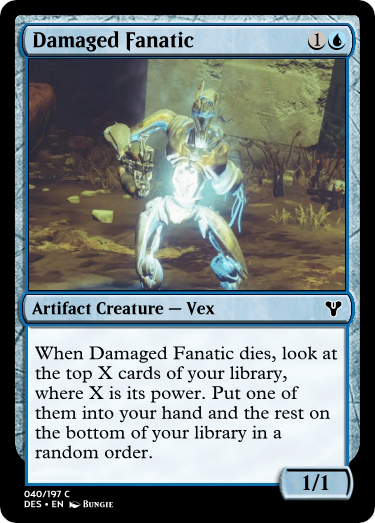 Damaged Fanatic 1
Artifact Creature — Vex
When Damaged Fanatic dies, look at
the top X cards of your library,
where X is its power. Put one of
them into your hand and the rest on
the bottom of your library in a
random order.
1/1
040/197 C
DES • EN Bungie